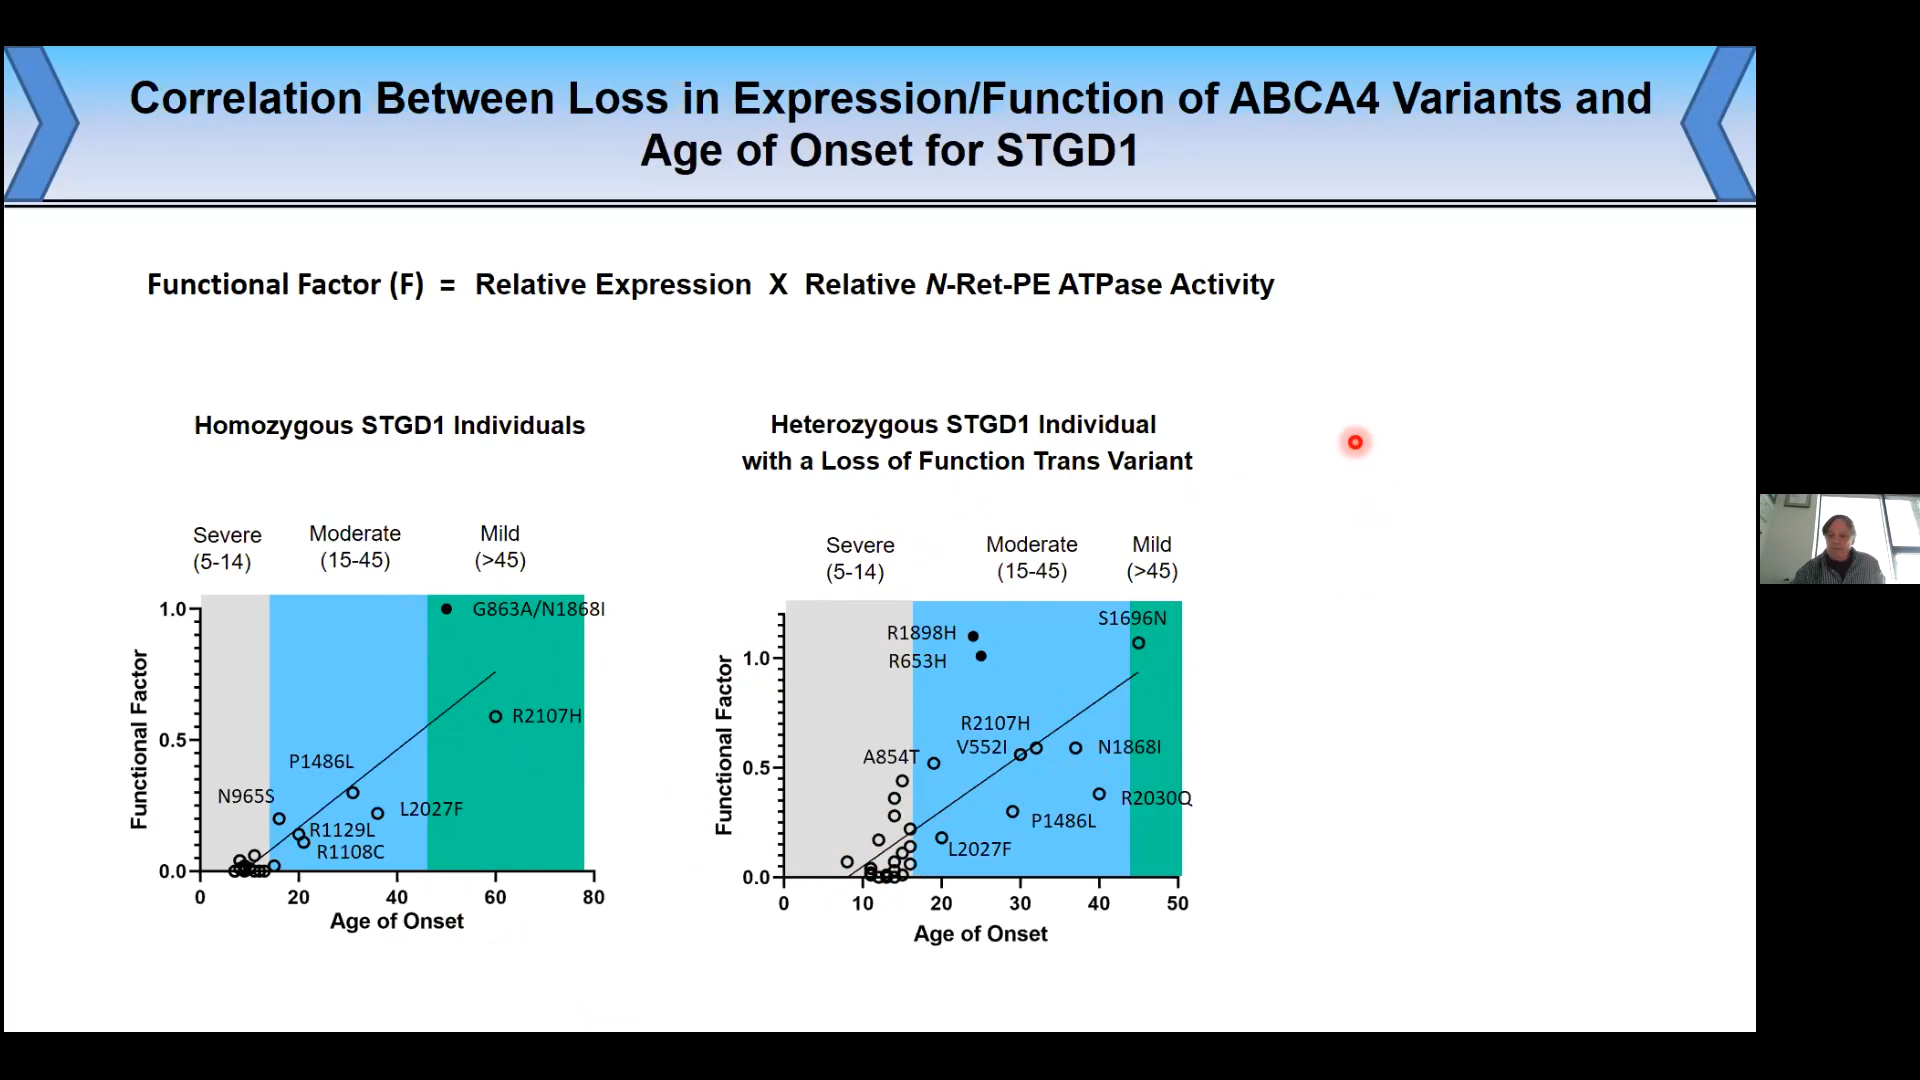 Correlation Between Loss in Expression/Function of ABCA4 Variants and
Age of Onset for STGD1
Functional Factor (F) = Relative Expression X Relative N-Ret-PE ATPase Activity
Homozygous STGD1 Individuals
Severe
(5-14)
Moderate
(15-45)
Mild
(>45)
Functional Factor
1.0
0.5
0.0
G863A/N1868I
R2107H
P1486L
N965S
L2027F
R1129L
R1108C
0 20 40 60 80
Age of Onset
Heterozygous STGD1 Individual
with a Loss of Function Trans Variant
Severe
(5-14)
Moderate
(15-45)
Mild
(>45)
Functional Factor
1.0
0.5
0.0
S1696N
R1898H
R653H
R2107H
V552I
N1868I
A854T
R2030Q
P1486L
L2027F
0 10 20 30 40 50
Age of Onset